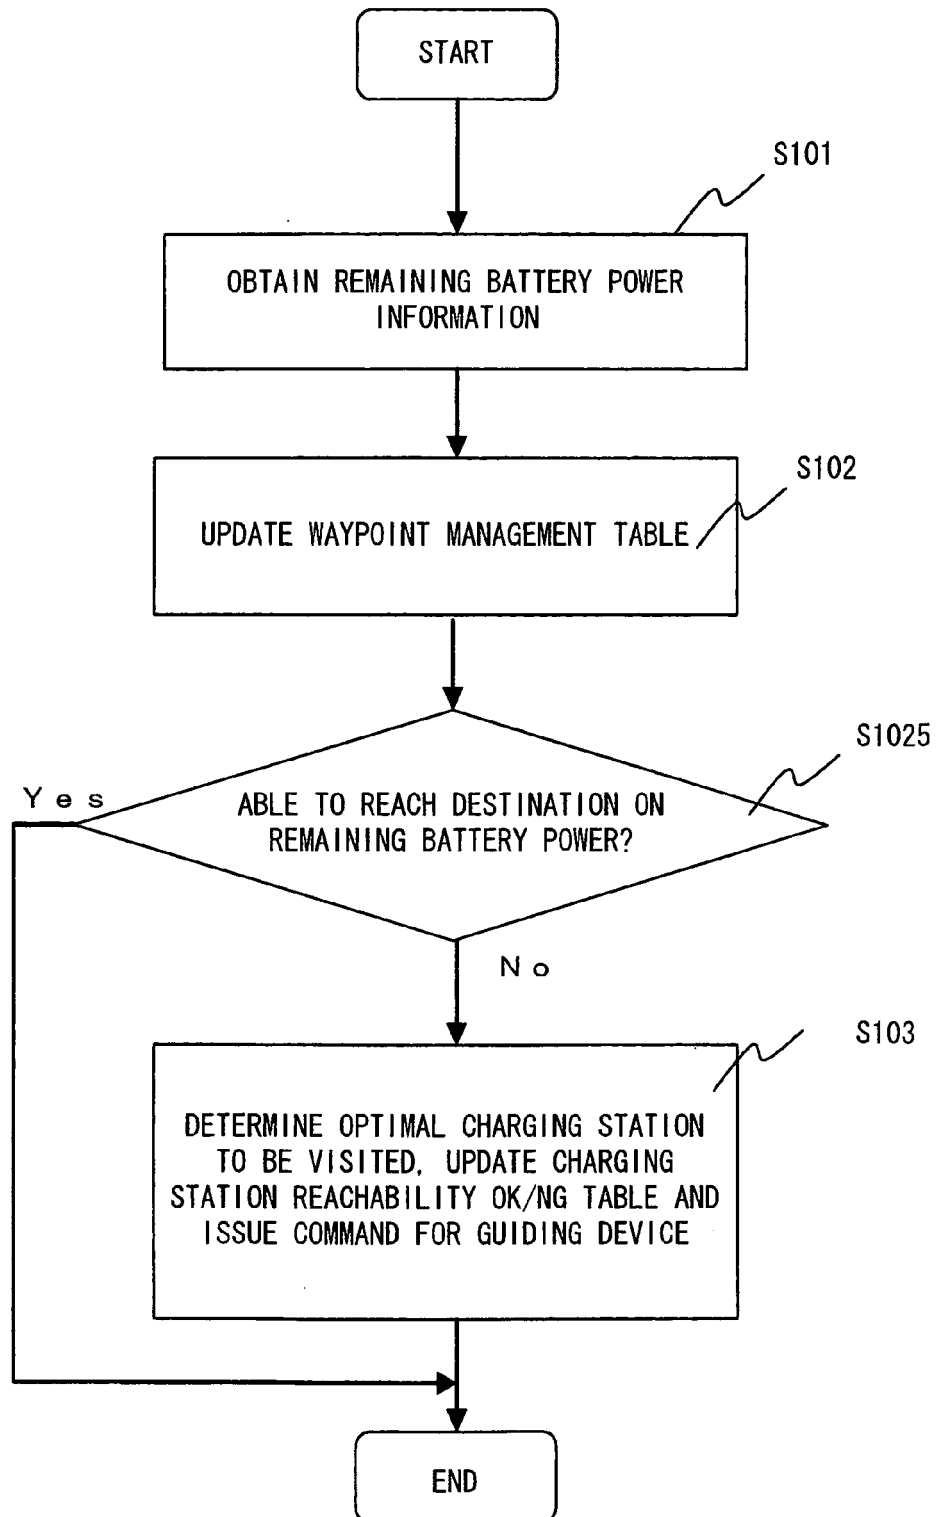 START
S101
OBTAIN REMAINING BATTERY POWER
INFORMATION
S102
UPDATE WAYPOINT MANAGEMENT TABLE
S1025
Yes
ABLE TO REACH DESTINATION ON
REMAINING BATTERY POWER?
No
S103
DETERMINE OPTIMAL CHARGING STATION
TO BE VISITED, UPDATE CHARGING
STATION REACHABILITY OK/NG TABLE AND
ISSUE COMMAND FOR GUIDING DEVICE
END